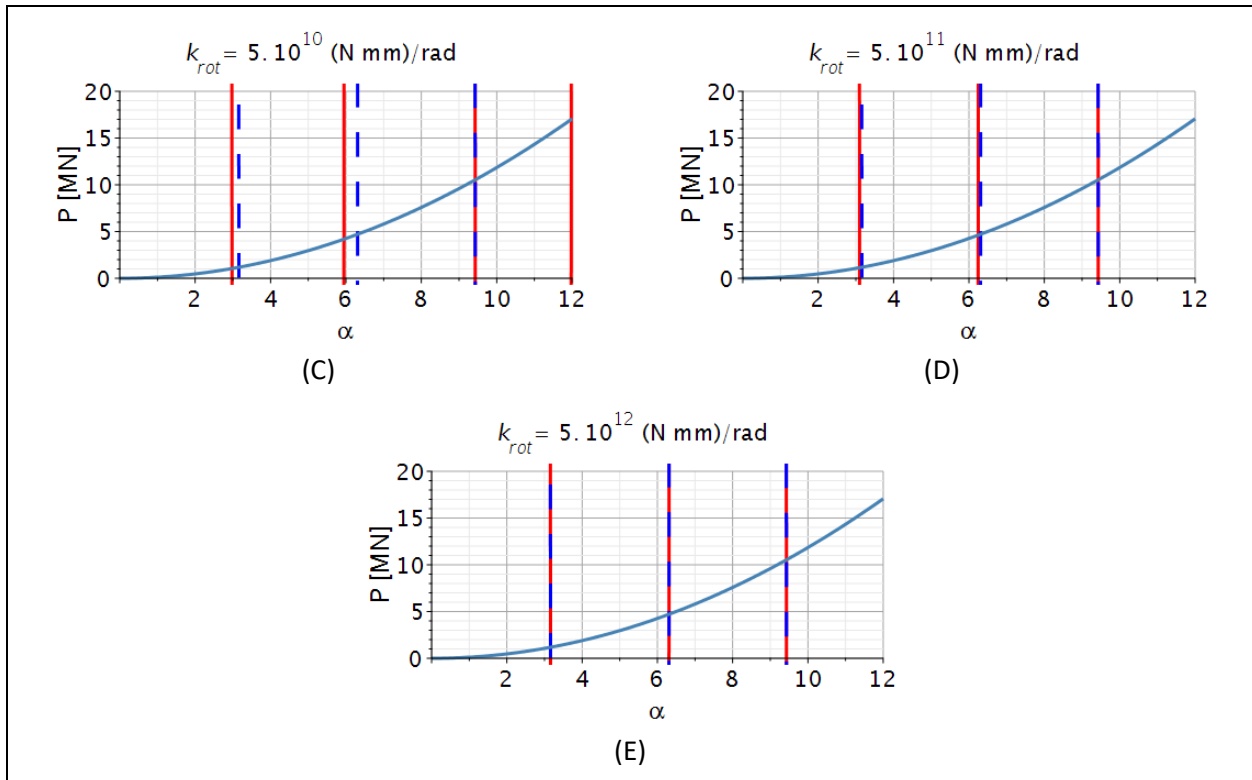 k_rot = 5.10^10 (N mm)/rad
20
15
10
5
0
P [MN]
2 4 6 8 10 12
α
(C)
k_rot = 5.10^11 (N mm)/rad
20
15
10
5
0
P [MN]
2 4 6 8 10 12
α
(D)
k_rot = 5.10^12 (N mm)/rad
20
15
10
5
0
P [MN]
2 4 6 8 10 12
α
(E)